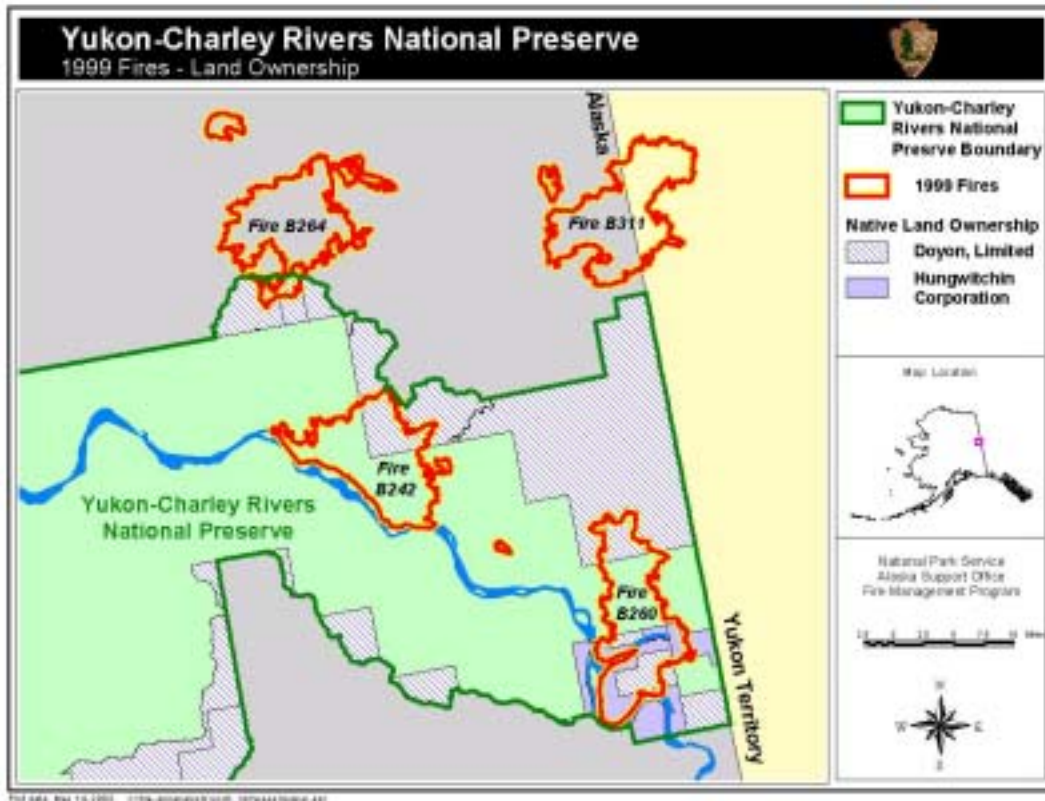 Yukon-Charley Rivers National Preserve
1999 Fires - Land Ownership
Alaska
Fire B264
Fire B311
Fire
B242
Yukon-Charley Rivers
National Preserve
Fire
B260
Yukon Territory
Yukon-Charley
Rivers National
Presrve Boundary
1999 Fires
Native Land Ownership
Doyon, Limited
Hungwitchin
Corporation
Map Location
National Park Service
Alaska Support Office
Fire Management Program
N
W
E
S